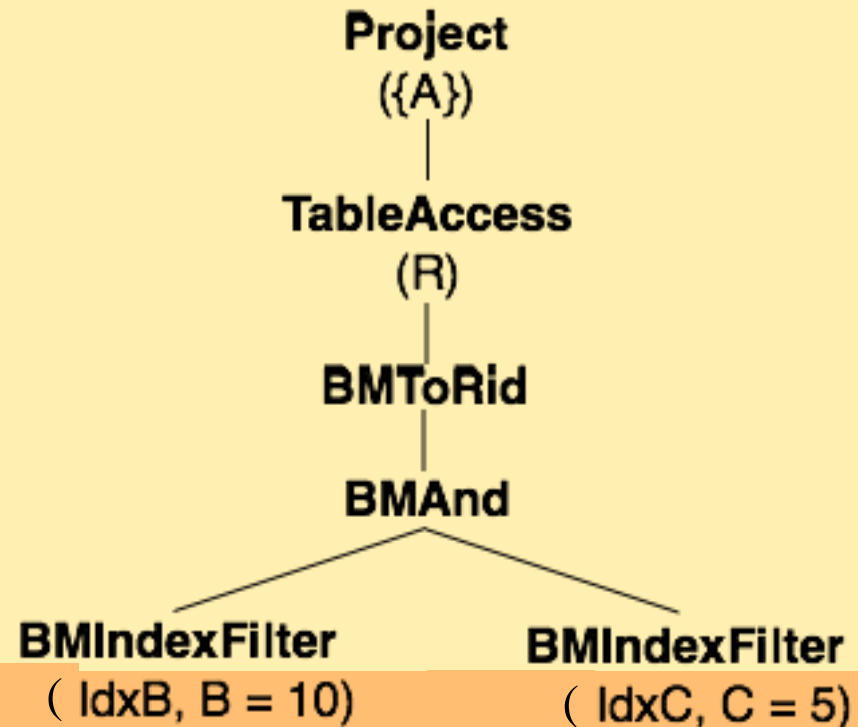 Project
({A})
TableAccess
(R)
BMToRid
BMAnd
BMIndexFilter BMIndexFilter
( IdxB, B = 10) ( IdxC, C = 5)